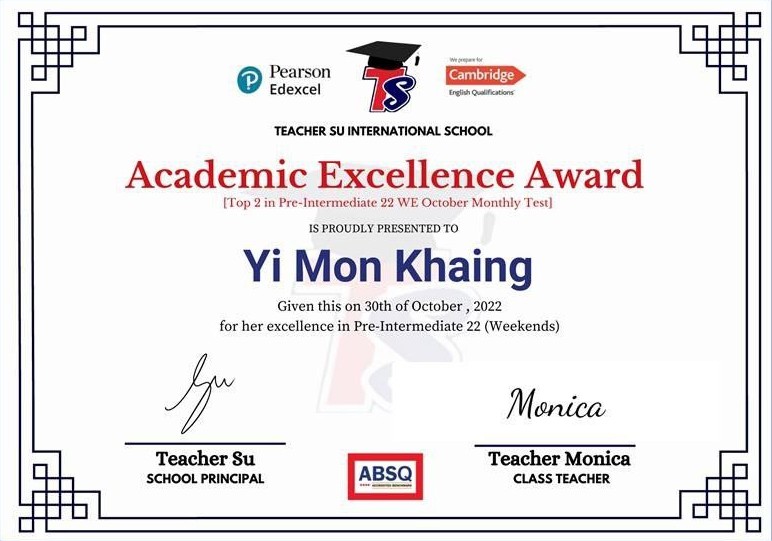 Pearson
Edexcel
TS
We prepare for
Cambridge
English Qualifications
TEACHER SU INTERNATIONAL SCHOOL
Academic Excellence Award
[Top 2 in Pre-Intermediate 22 WE October Monthly Test]
IS PROUDLY PRESENTED TO
Yi Mon Khaing
Given this on 30th of October , 2022
for her excellence in Pre-Intermediate 22 (Weekends)
Su
Monica
Teacher Su
SCHOOL PRINCIPAL
Teacher Monica
CLASS TEACHER
ABSQ